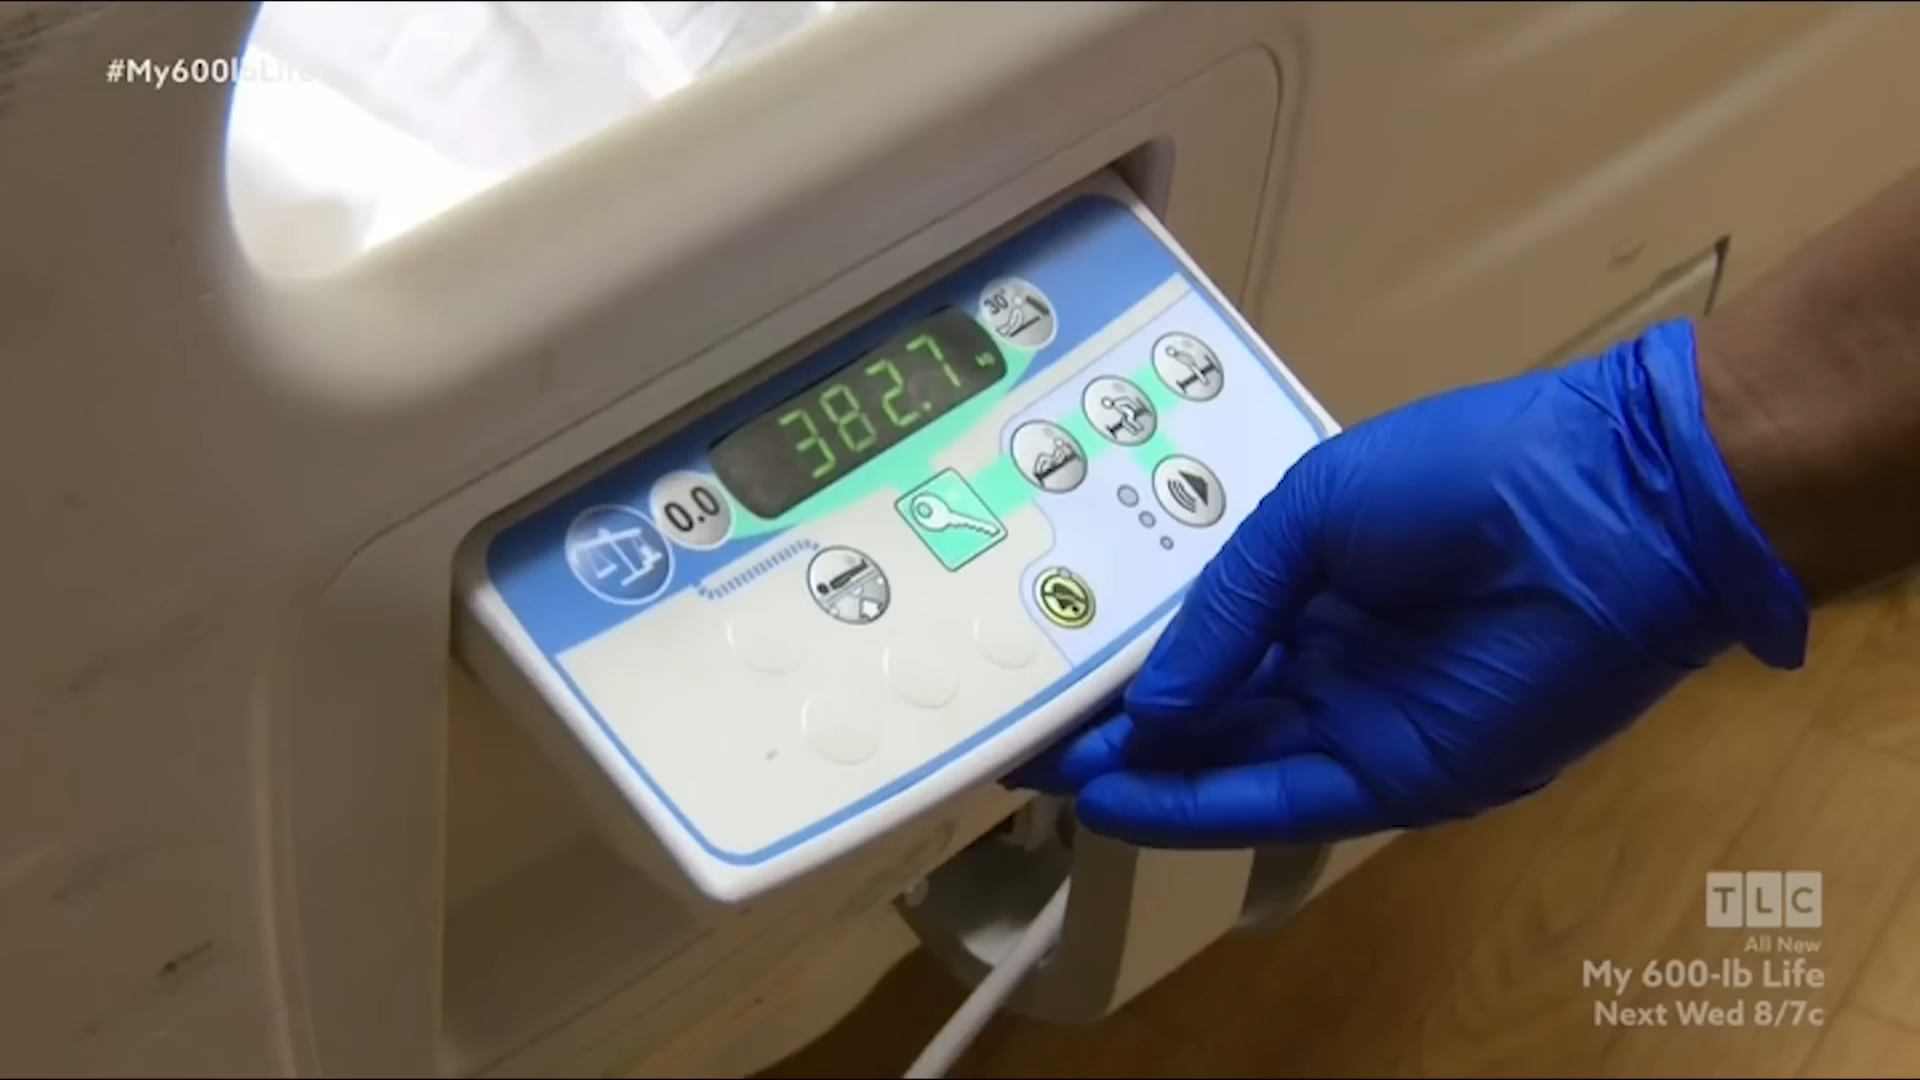 #My600lbLife
30°
382.7
0.0
TLC
All New
My 600-lb Life
Next Wed 8/7c